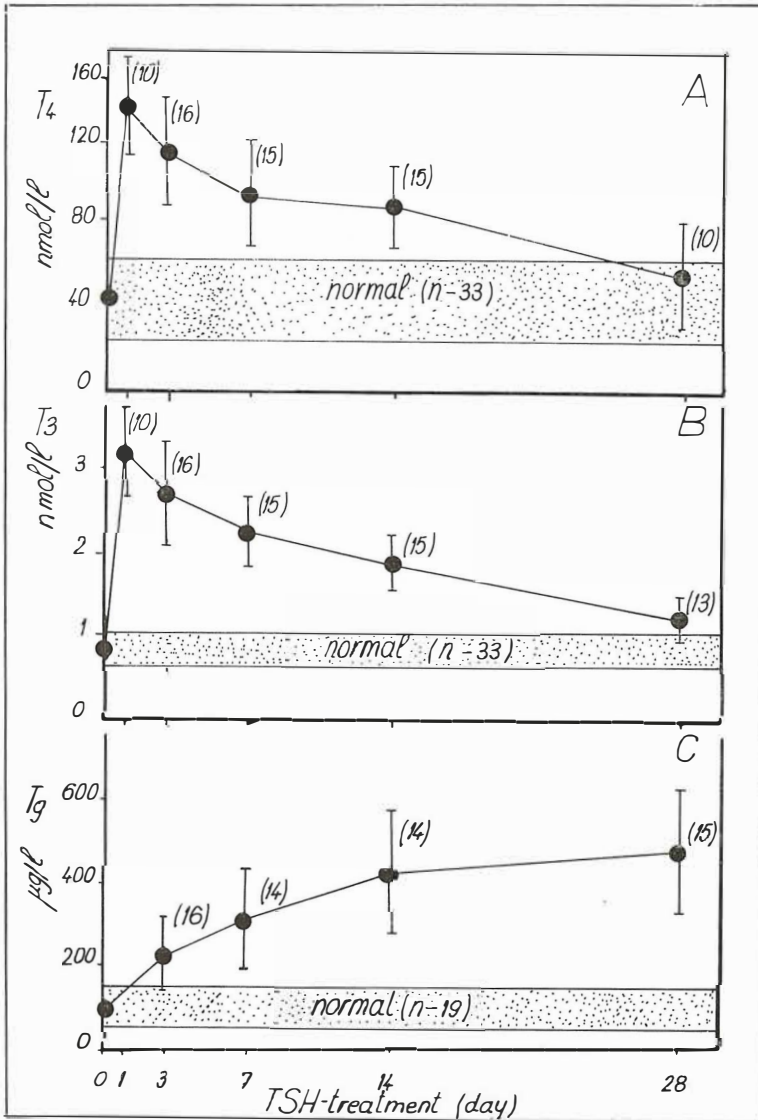 A
T4
nmol/l
160
120
80
40
0
(10)
(16)
(15)
(15)
(10)
normal (n-33)
B
T3
nmol/l
3
2
1
0
(10)
(16)
(15)
(15)
(13)
normal (n-33)
C
Tg
µg/l
600
400
200
0
(16)
(14)
(14)
(15)
normal (n-19)
0 1 3 7 14 28
TSH-treatment (day)